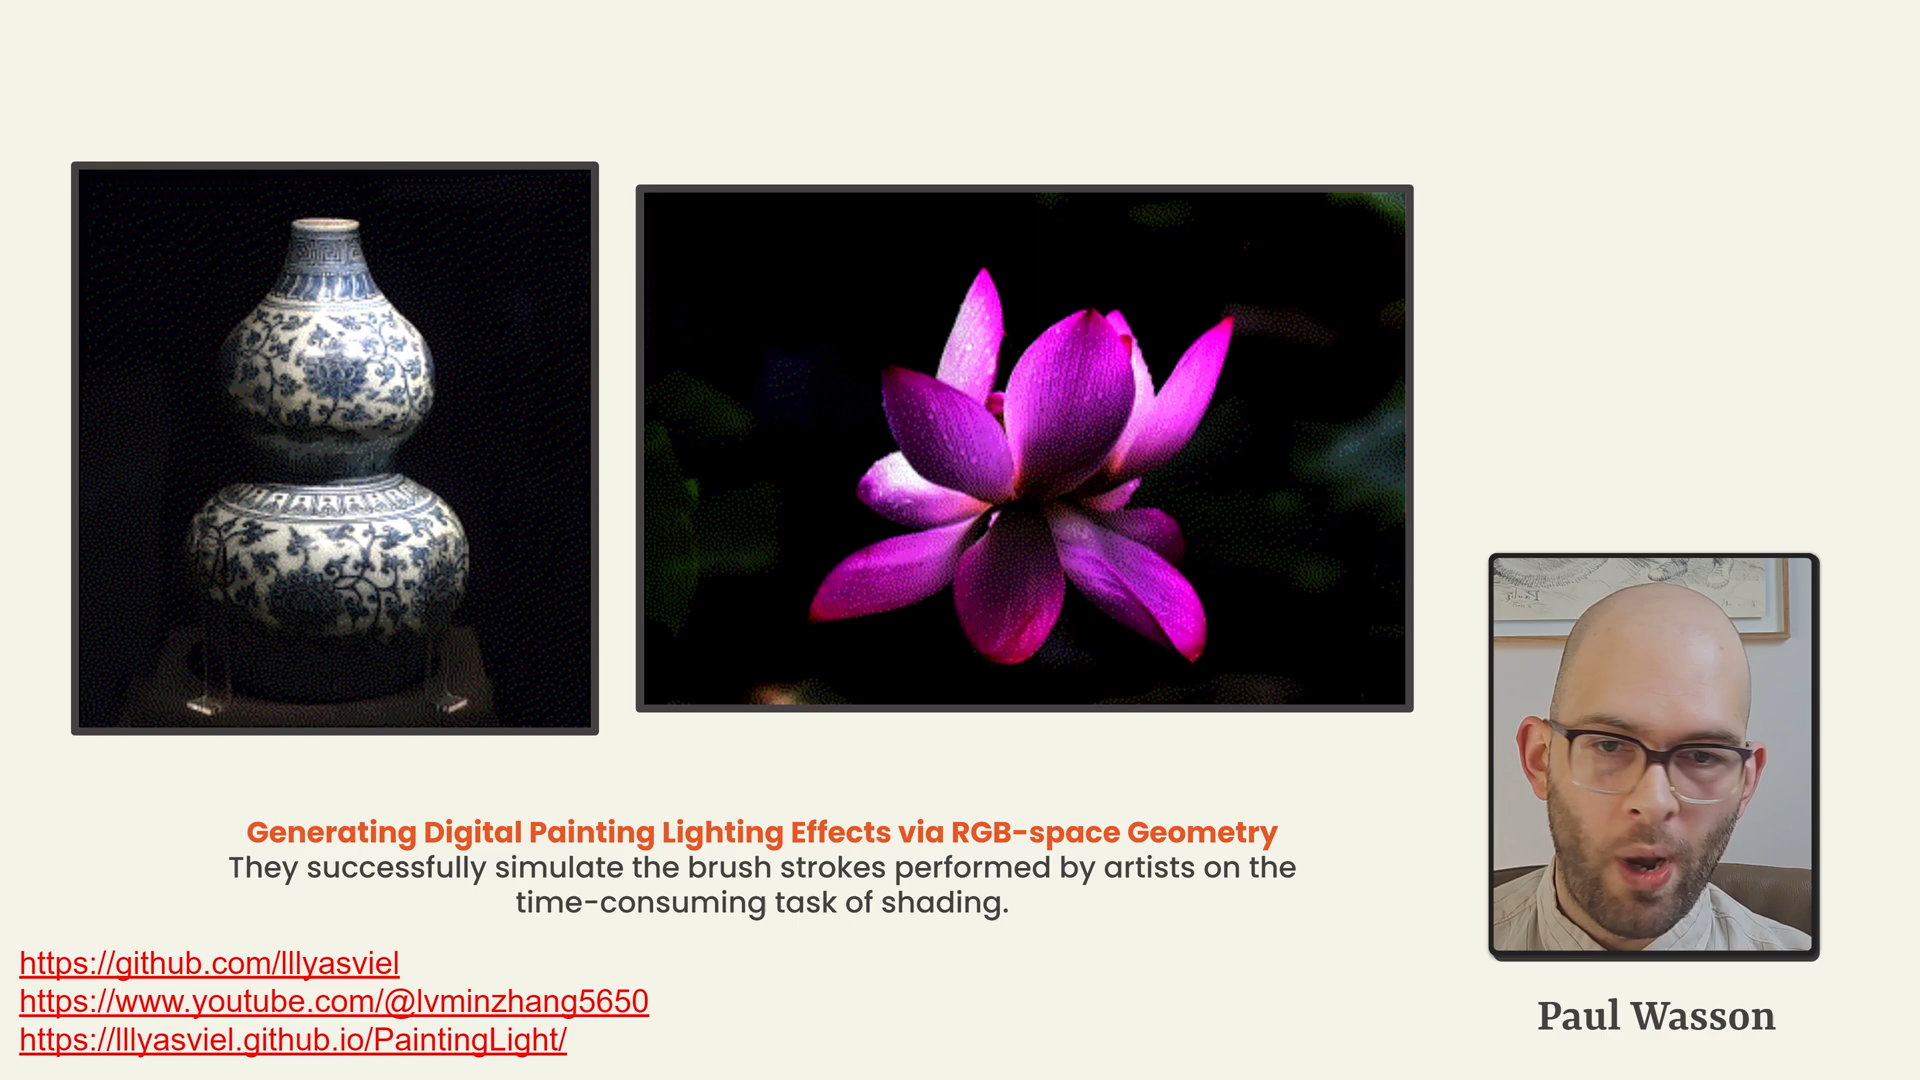 Generating Digital Painting Lighting Effects via RGB-space Geometry
They successfully simulate the brush strokes performed by artists on the
time-consuming task of shading.
https://github.com/lllyasviel
https://www.youtube.com/@lvminzhang5650
https://lllyasviel.github.io/PaintingLight/
Paul Wasson